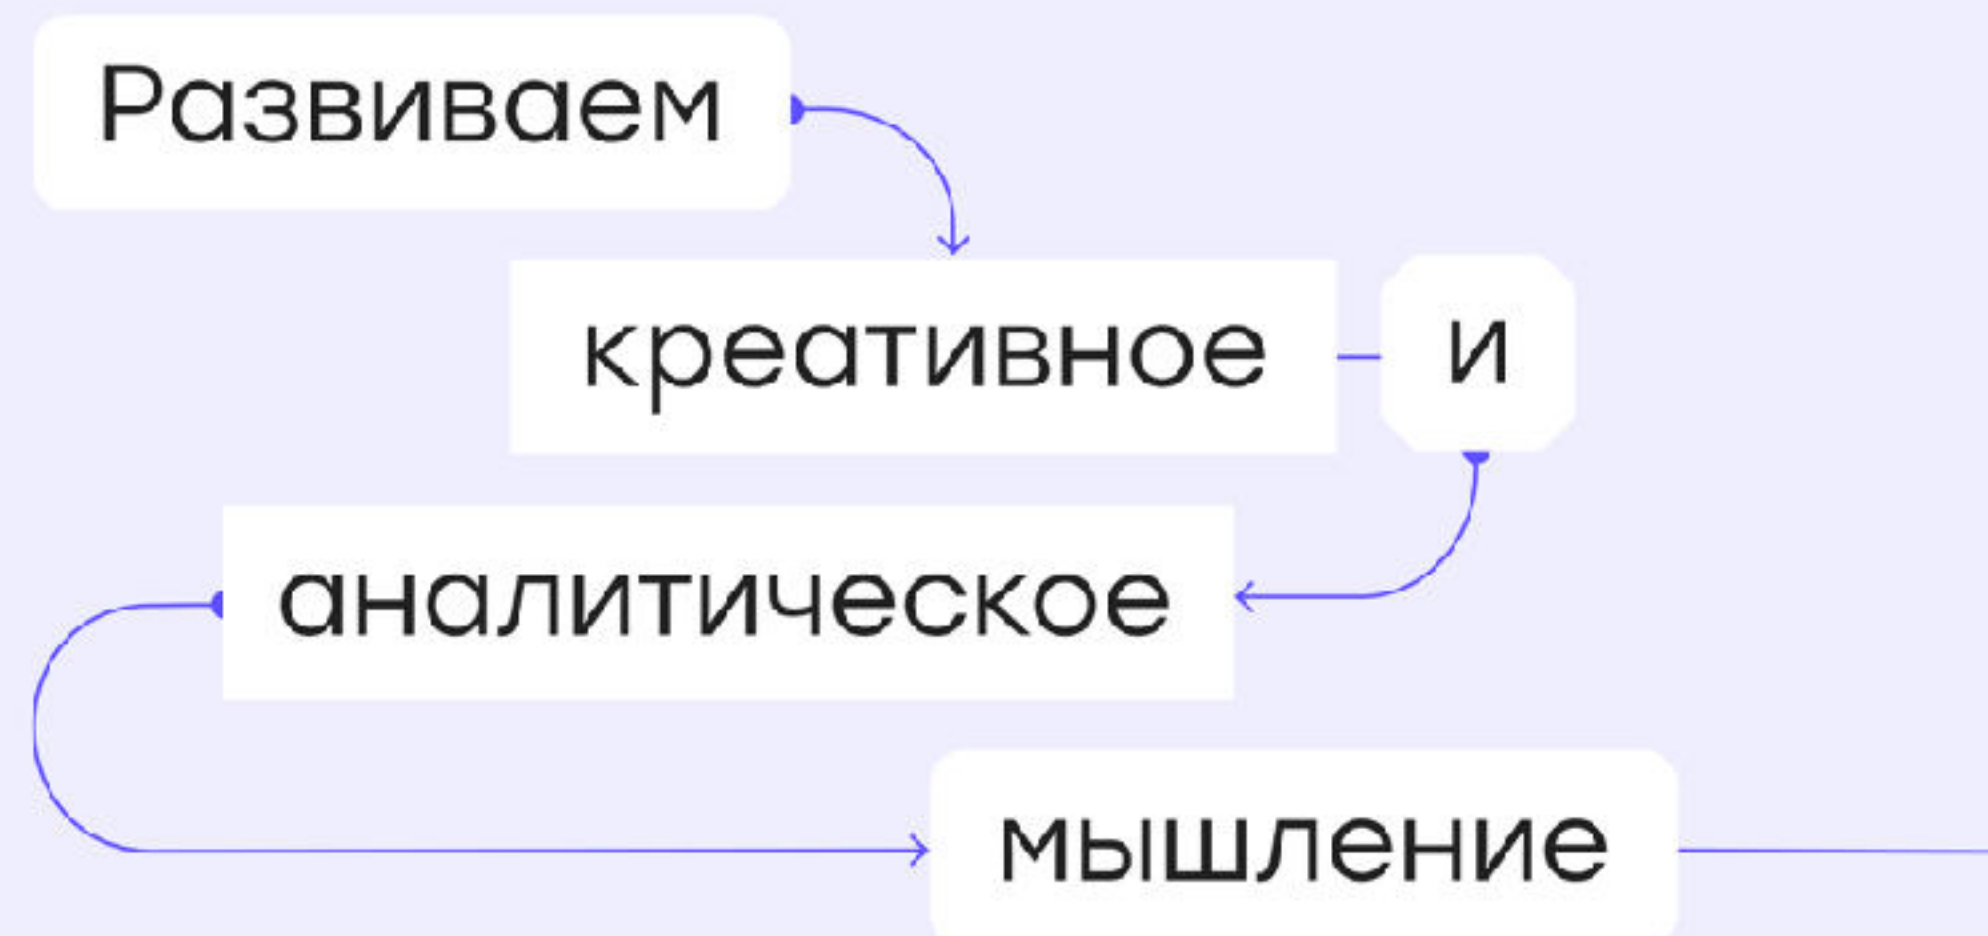 Развиваем
креативное и
аналитическое
мышление